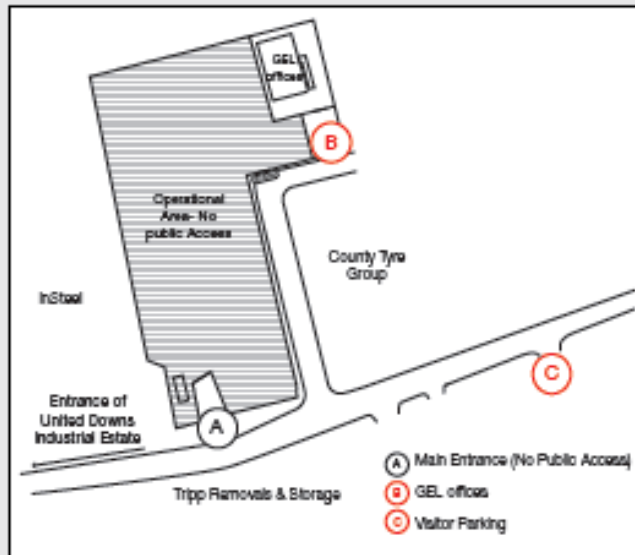 GEL
offices
B
Operational
Area- No
public Access
County Tyre
Group
InSteel
C
Entrance of
United Downs
Industrial Estate
A
A Main Entrance (No Public Access)
B GEL offices
Tripp Removals & Storage
C Visitor Parking